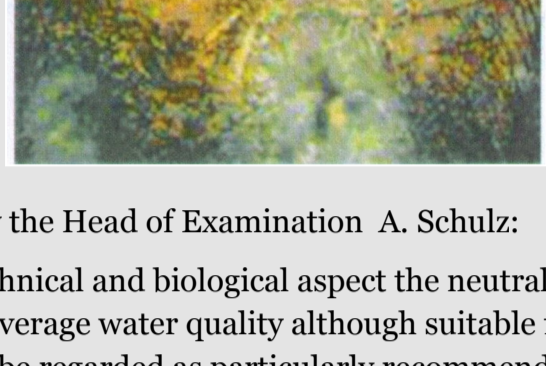 the Head of Examination A. Schulz:
hnical and biological aspect the neutral
verage water quality although suitable
be regarded as particularly recommend